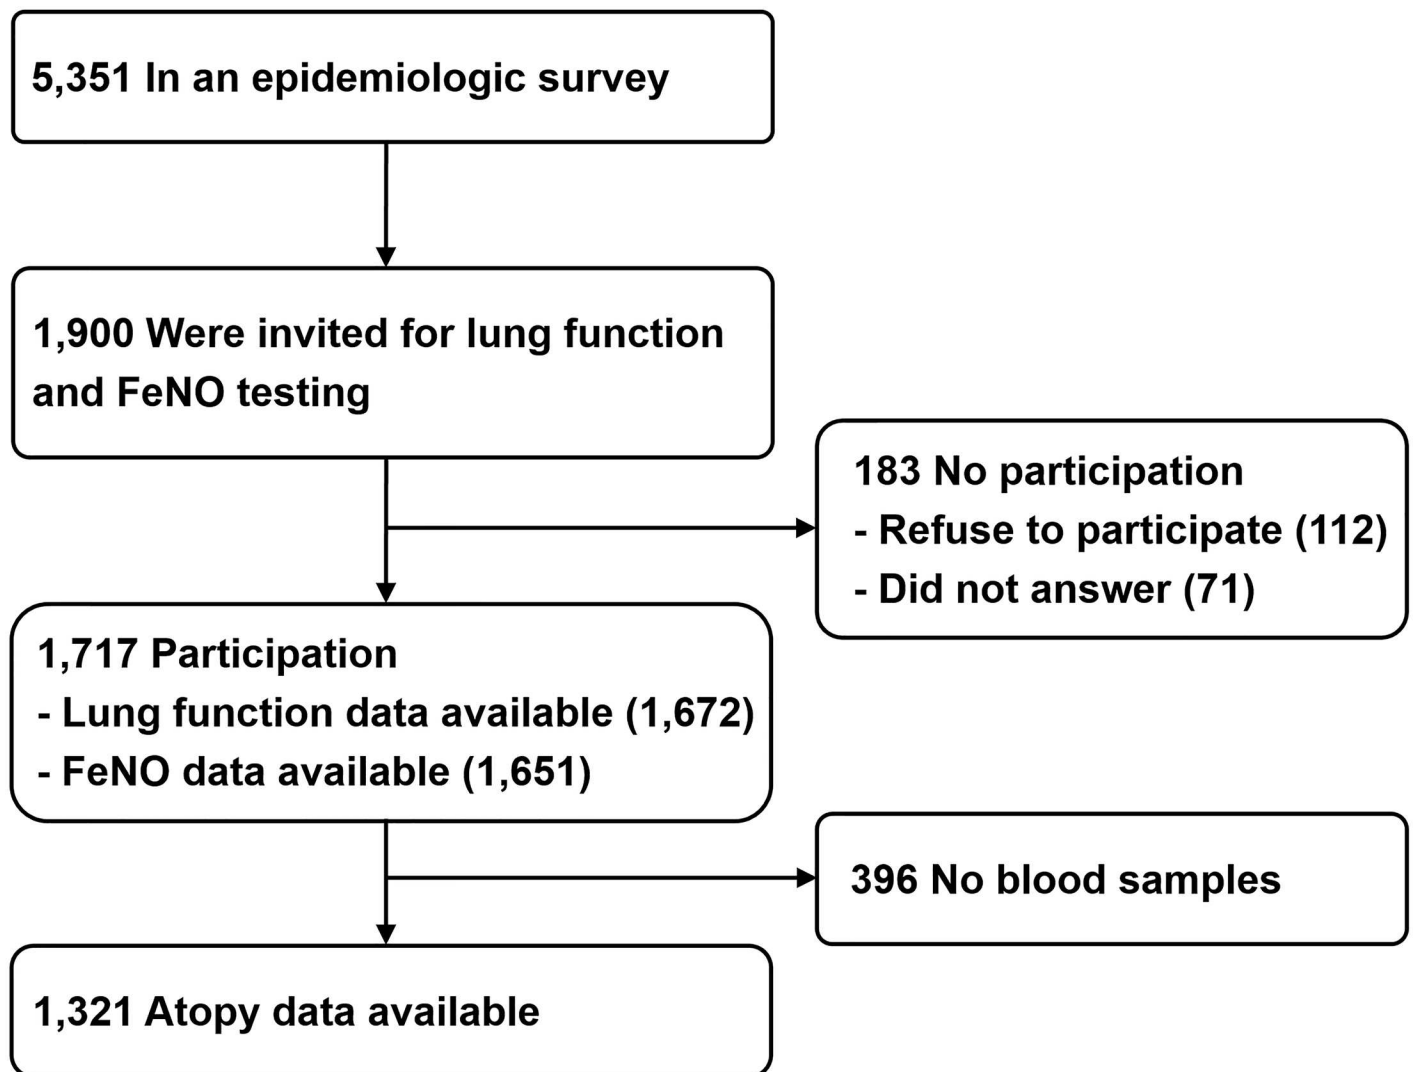 5,351 In an epidemiologic survey
1,900 Were invited for lung function
and FeNO testing
183 No participation
- Refuse to participate (112)
- Did not answer (71)
1,717 Participation
- Lung function data available (1,672)
- FeNO data available (1,651)
396 No blood samples
1,321 Atopy data available